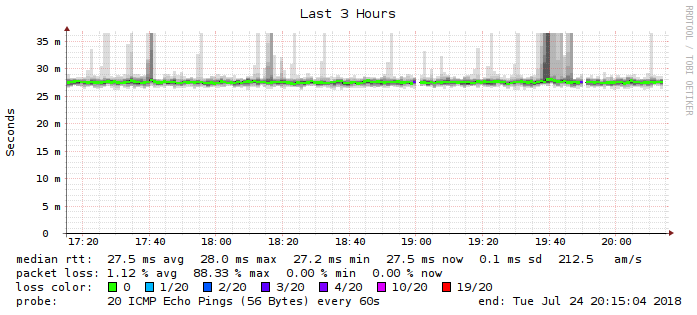 Last 3 Hours
RRDTOOL / TOBI OETIKER
Seconds
35 m
30 m
25 m
20 m
15 m
10 m
5 m
0
17:20 17:40 18:00 18:20 18:40 19:00 19:20 19:40 20:00
median rtt: 27.5 ms avg 28.0 ms max 27.2 ms min 27.5 ms now 0.1 ms sd 212.5 am/s
packet loss: 1.12 % avg 88.33 % max 0.00 % min 0.00 % now
loss color: 0 1/20 2/20 3/20 4/20 10/20 19/20
probe: 20 ICMP Echo Pings (56 Bytes) every 60s end: Tue Jul 24 20:15:04 2018